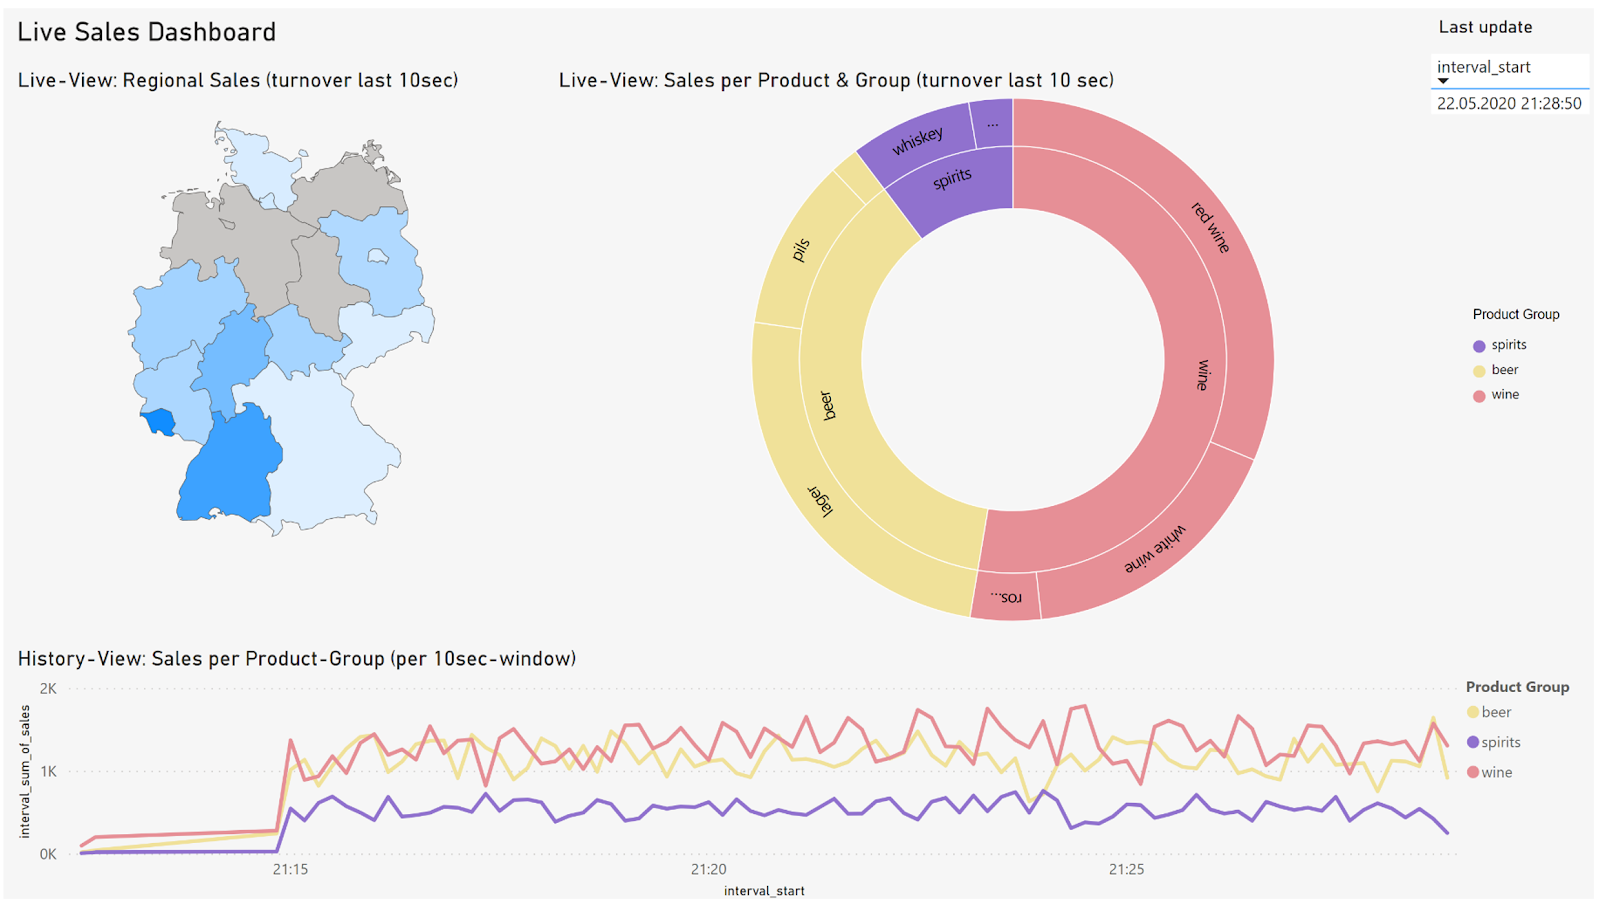 Live Sales Dashboard
Last update
interval_start
22.05.2020 21:28:50
Live-View: Regional Sales (turnover last 10sec)
Live-View: Sales per Product & Group (turnover last 10 sec)
whiskey
...
spirits
red wine
pils
wine
beer
lager
white wine
ros...
Product Group
spirits
beer
wine
History-View: Sales per Product-Group (per 10sec-window)
interval_sum_of_sales
2K
1K
0K
21:15
21:20
21:25
interval_start
Product Group
beer
spirits
wine